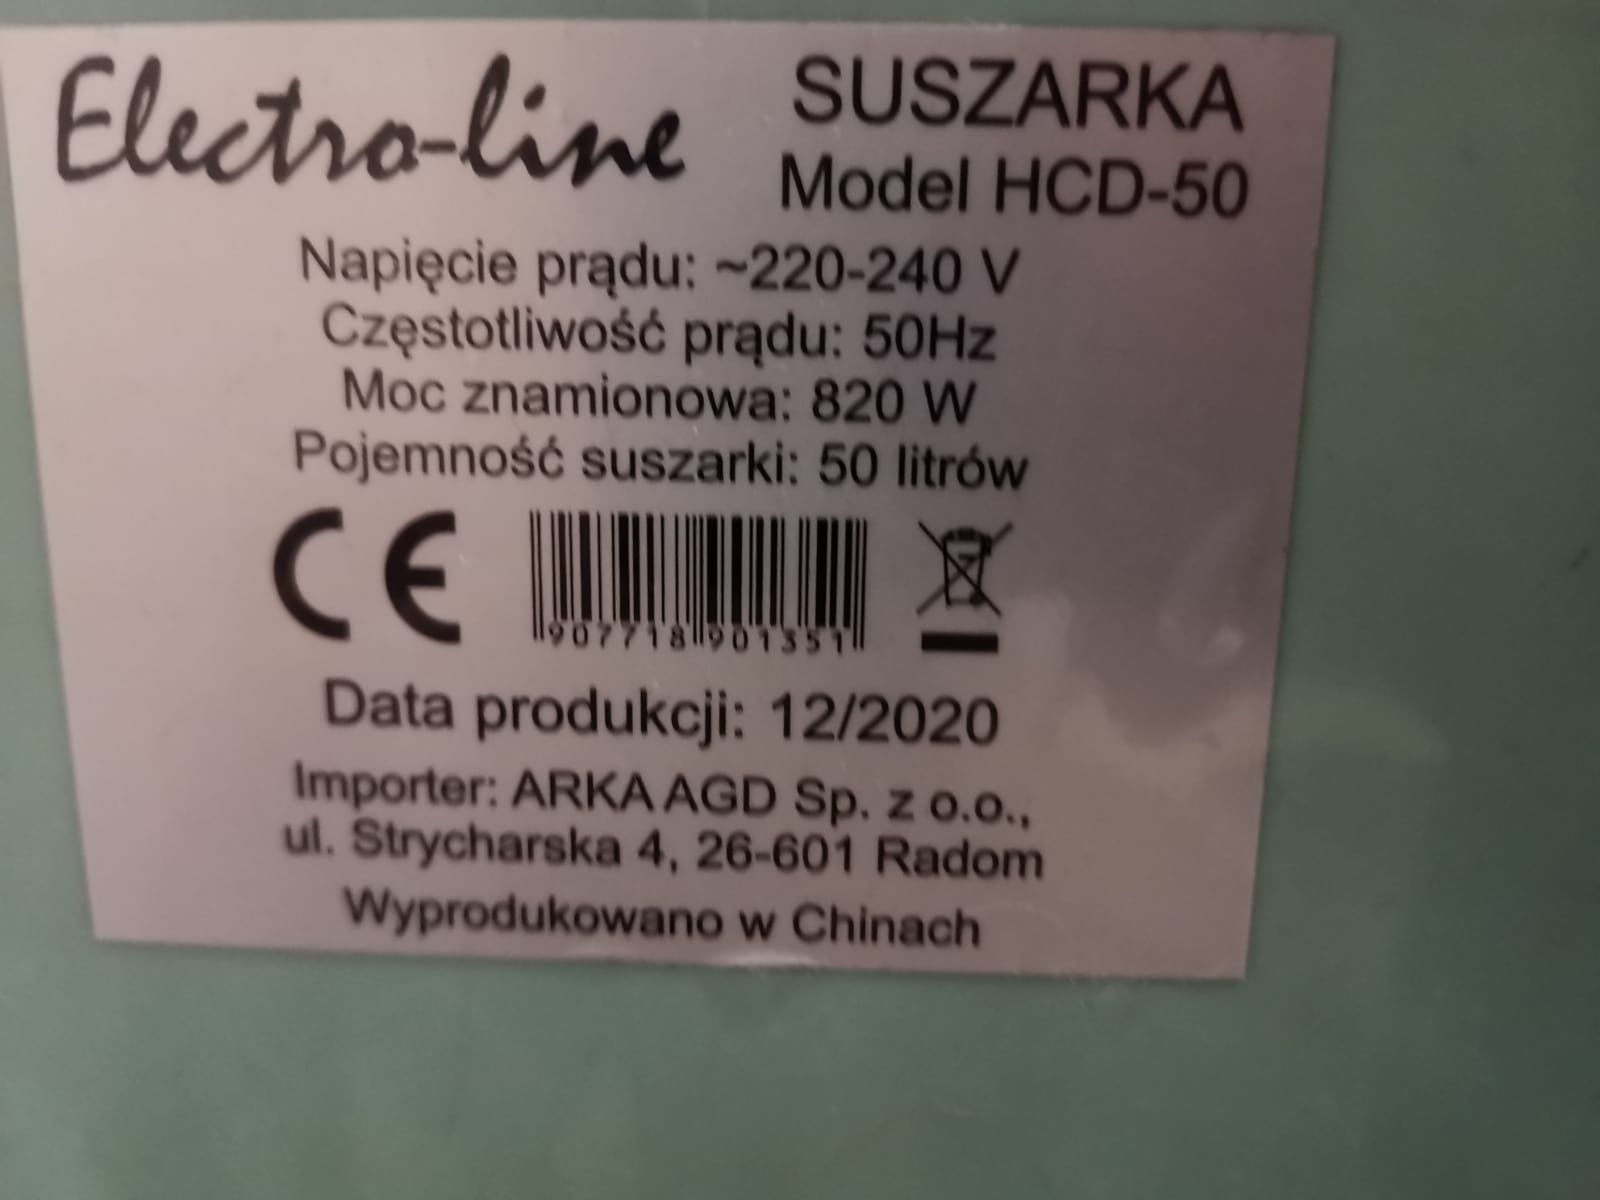 Electro-line
SUSZARKA
Model HCD-50
Napięcie prądu: ~220-240 V
Częstotliwość prądu: 50Hz
Moc znamionowa: 820 W
Pojemność suszarki: 50 litrów
CE
907718 901351
Data produkcji: 12/2020
Importer: ARKA AGD Sp. z o.o.,
ul. Strycharska 4, 26-601 Radom
Wyprodukowano w Chinach